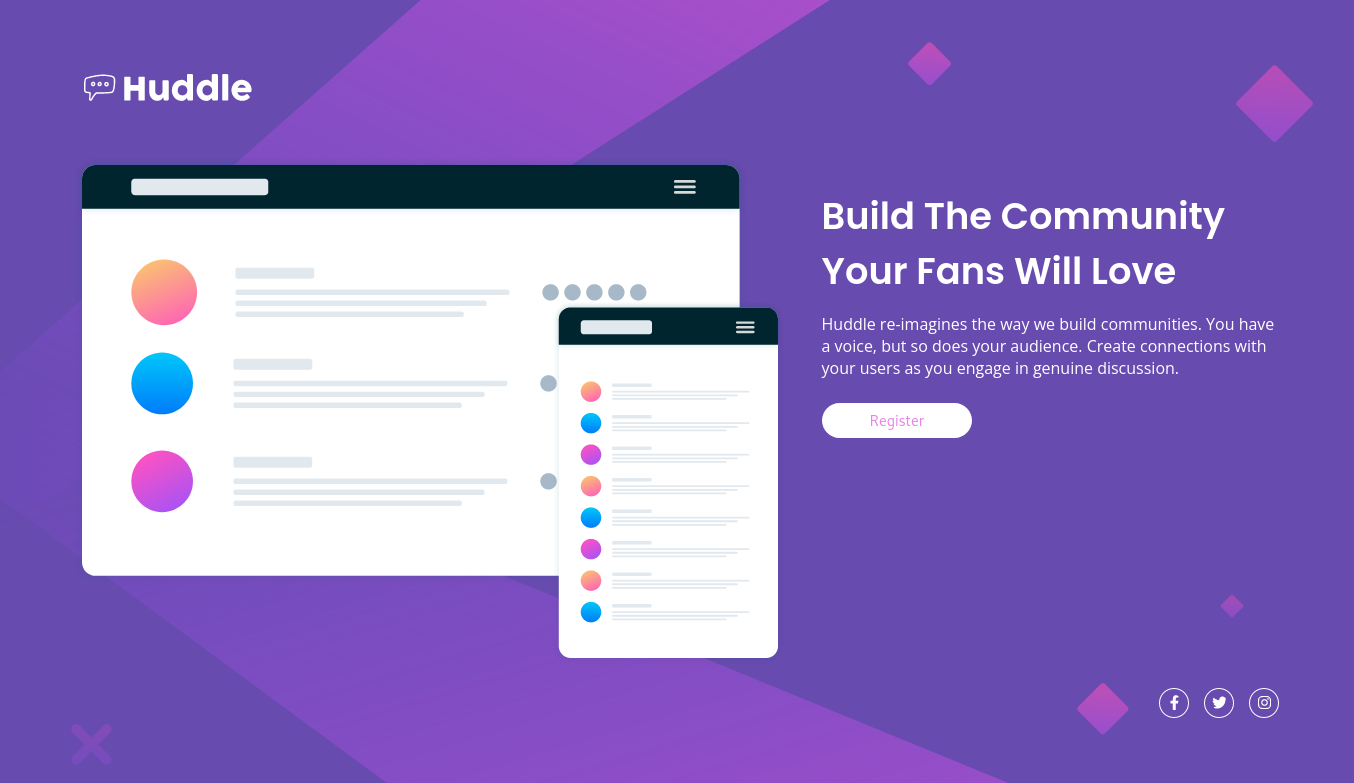 Huddle
Build The Community
Your Fans Will Love
Huddle re-imagines the way we build communities. You have
a voice, but so does your audience. Create connections with
your users as you engage in genuine discussion.
Register